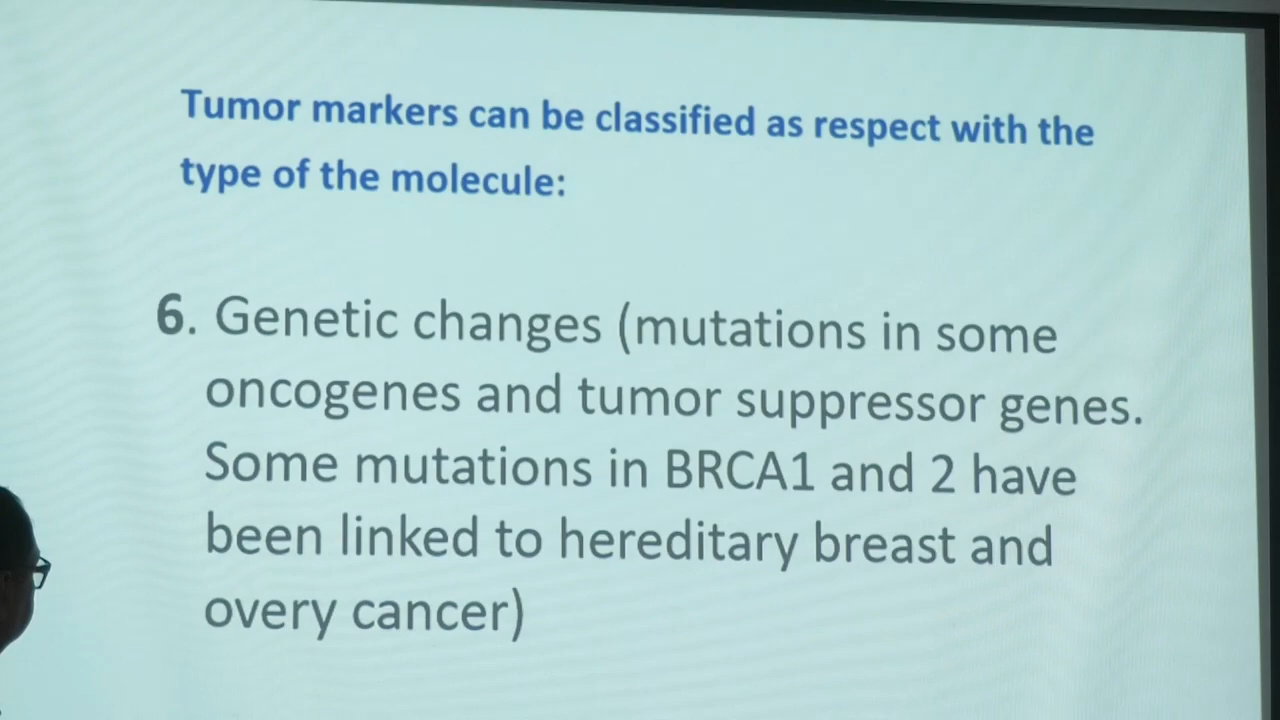 Tumor markers can be classified as respect with the
type of the molecule:
6. Genetic changes (mutations in some
oncogenes and tumor suppressor genes.
Some mutations in BRCA1 and 2 have
been linked to hereditary breast and
overy cancer)